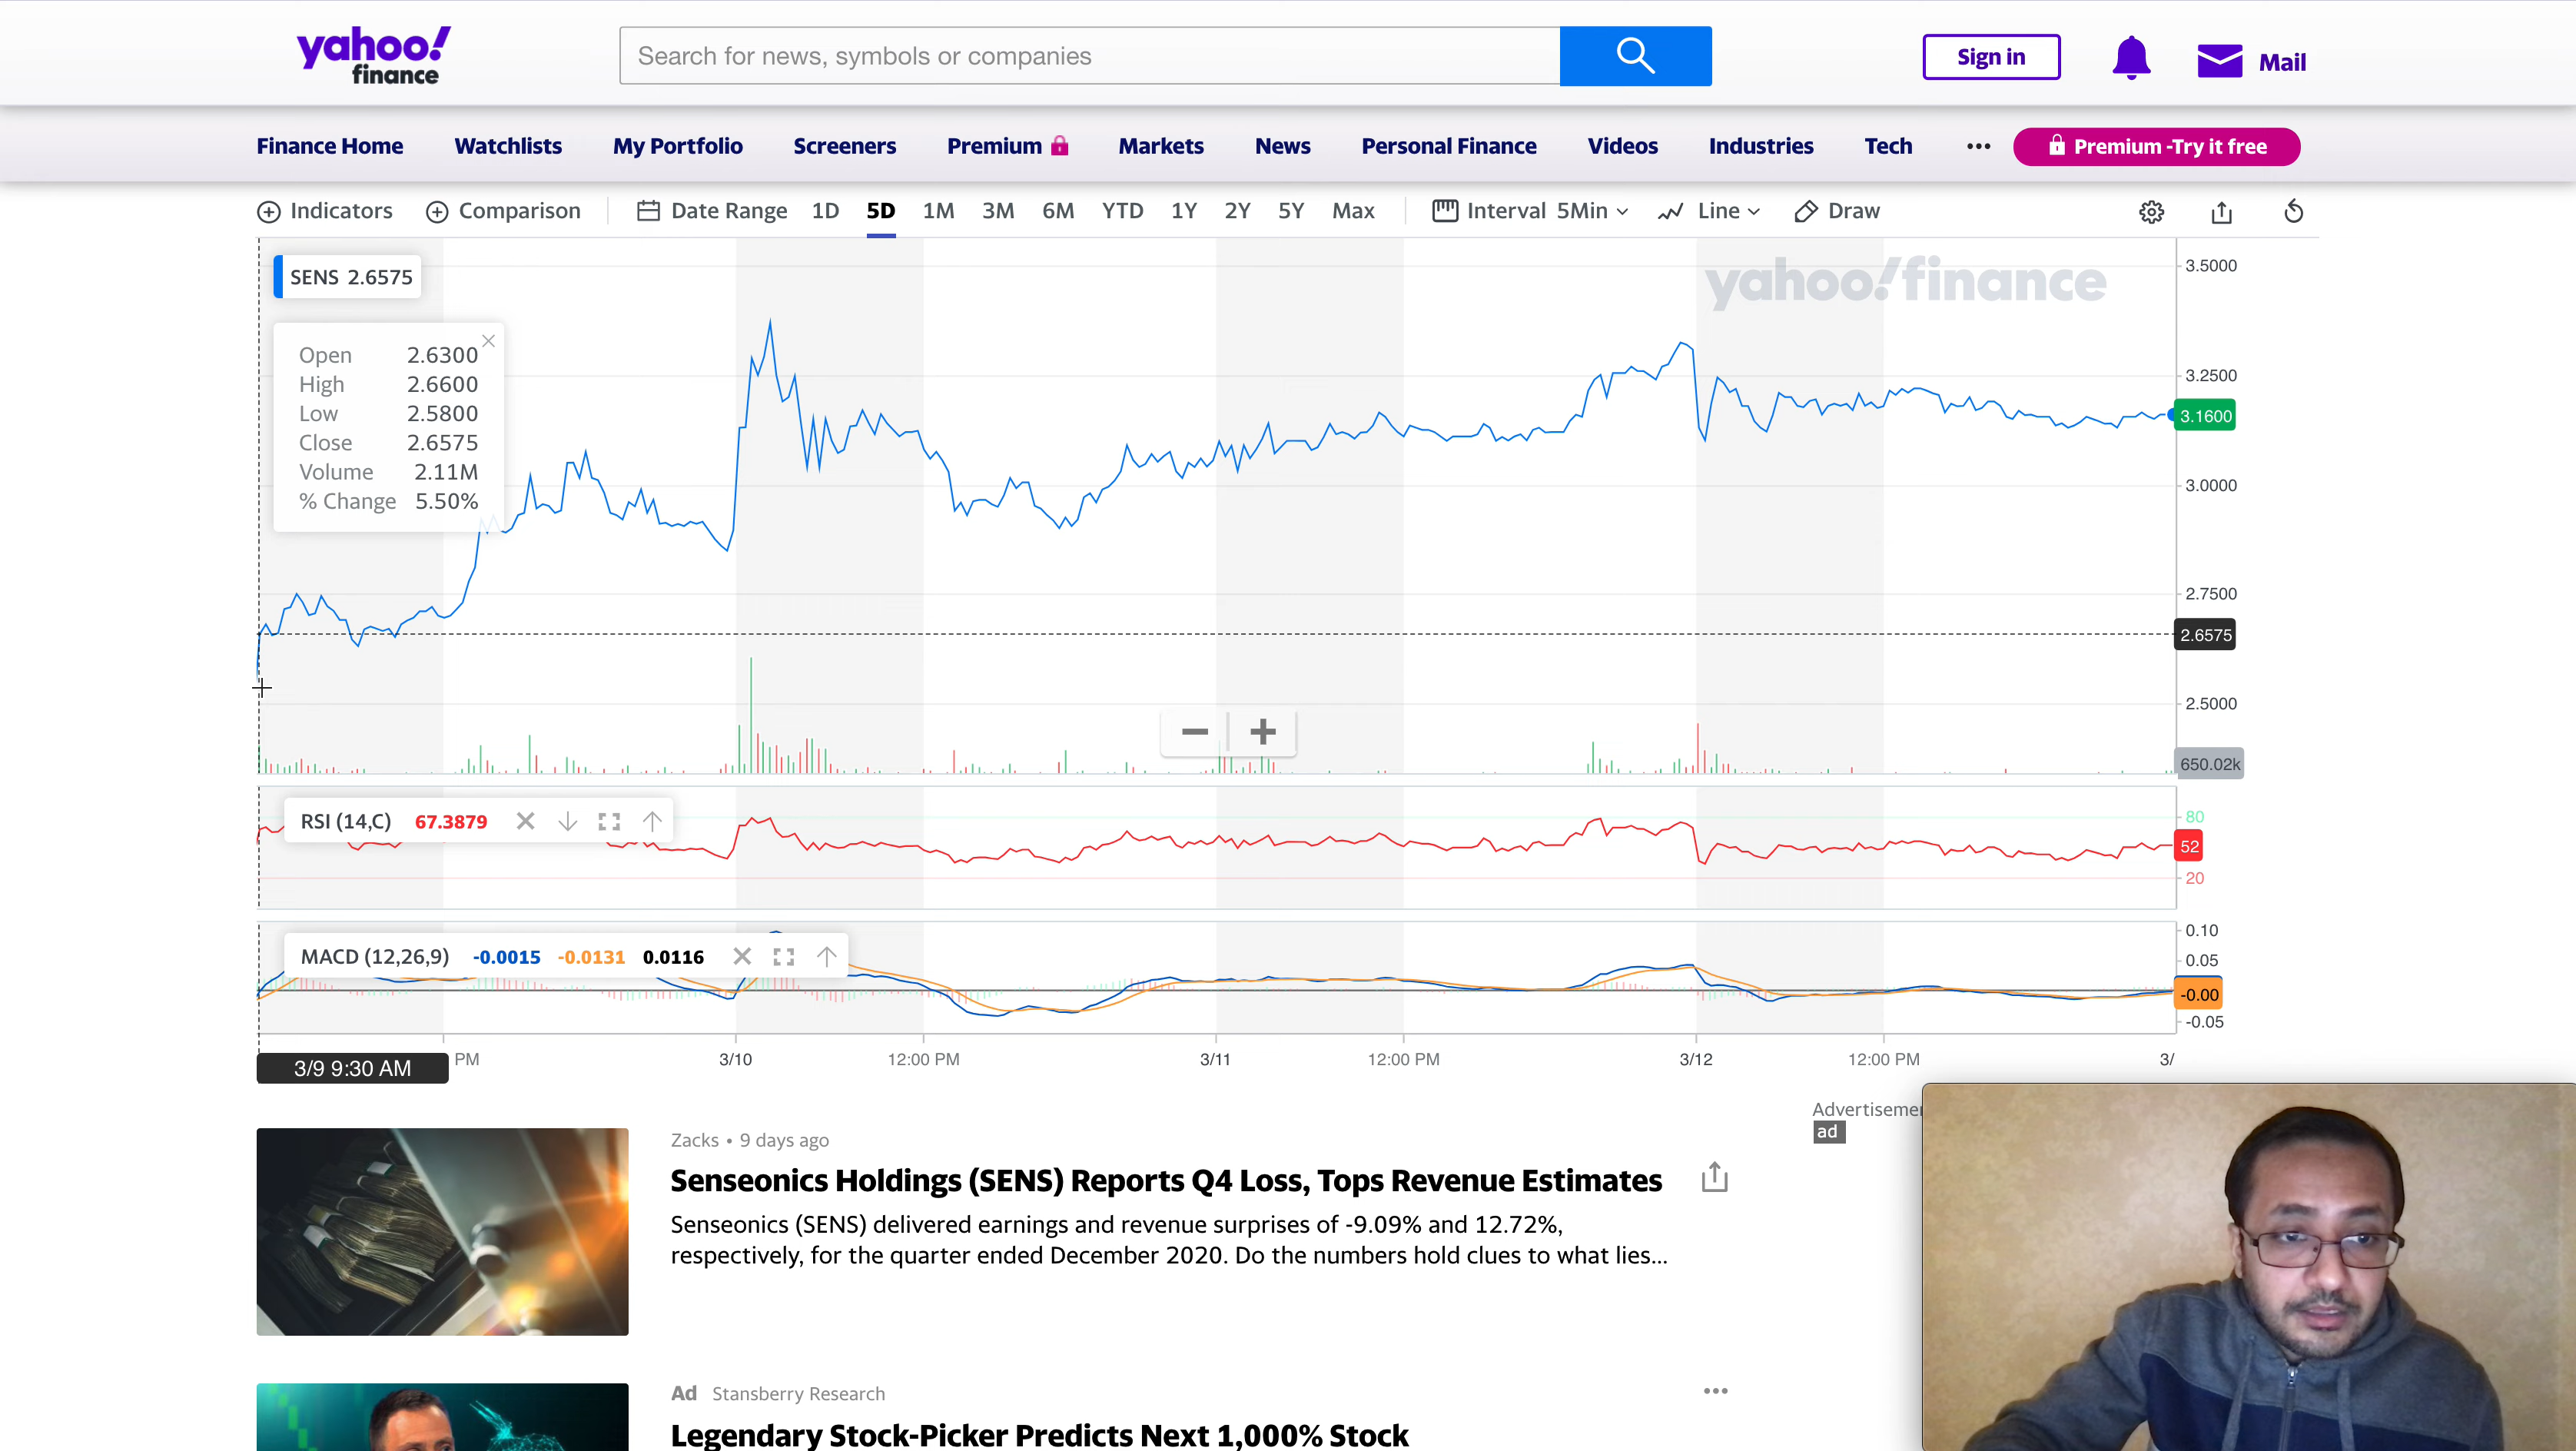 yahoo!
finance
Search for news, symbols or companies
Sign in
Mail
Finance Home Watchlists My Portfolio Screeners Premium Markets News Personal Finance Videos Industries Tech ••• Premium -Try it free
Indicators Comparison Date Range 1D 5D 1M 3M 6M YTD 1Y 2Y 5Y Max Interval 5Min Line Draw
SENS 2.6575
yahoo!finance
Open 2.6300
High 2.6600
Low 2.5800
Close 2.6575
Volume 2.11M
% Change 5.50%
3.5000
3.2500
3.1600
3.0000
2.7500
2.6575
2.5000
650.02k
RSI (14,C) 67.3879
80
52
20
MACD (12,26,9) -0.0015 -0.0131 0.0116
0.10
0.05
-0.00
-0.05
3/9 9:30 AM PM 3/10 12:00 PM 3/11 12:00 PM 3/12 12:00 PM 3/
Advertiseme
ad
Zacks • 9 days ago
Senseonics Holdings (SENS) Reports Q4 Loss, Tops Revenue Estimates
Senseonics (SENS) delivered earnings and revenue surprises of -9.09% and 12.72%,
respectively, for the quarter ended December 2020. Do the numbers hold clues to what lies...
Ad Stansberry Research
Legendary Stock-Picker Predicts Next 1,000% Stock